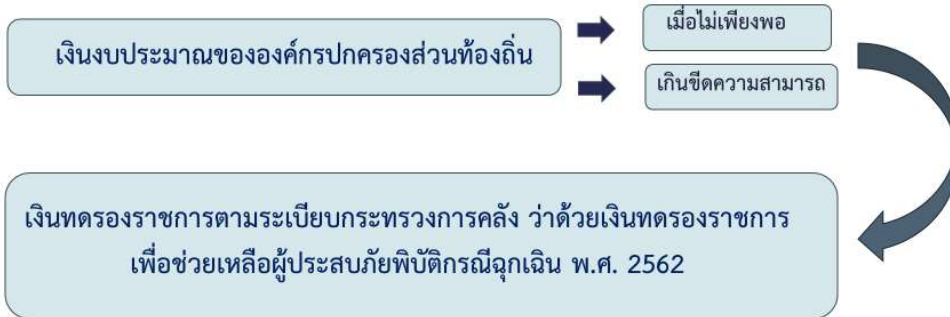 เงินงบประมาณขององค์กรปกครองส่วนท้องถิ่น
เมื่อไม่เพียงพอ
เกินขีดความสามารถ
เงินทดรองราชการตามระเบียบกระทรวงการคลัง ว่าด้วยเงินทดรองราชการ
เพื่อช่วยเหลือผู้ประสบภัยพิบัติกรณีฉุกเฉิน พ.ศ. 2562